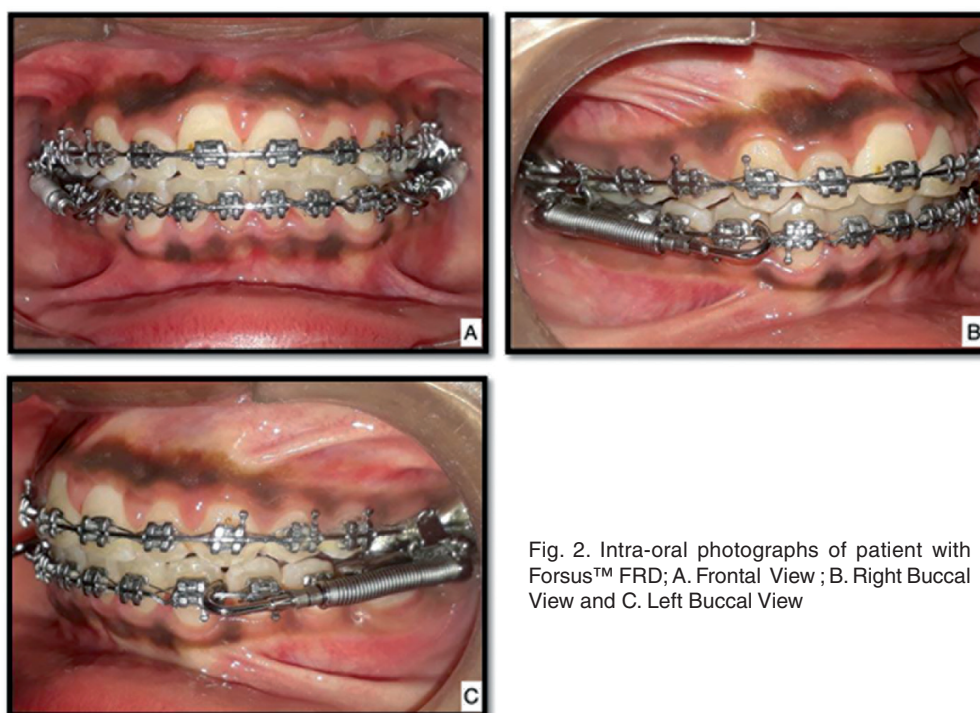 A
B
C
Fig. 2. Intra-oral photographs of patient with
Forsus™ FRD; A. Frontal View ; B. Right Buccal
View and C. Left Buccal View